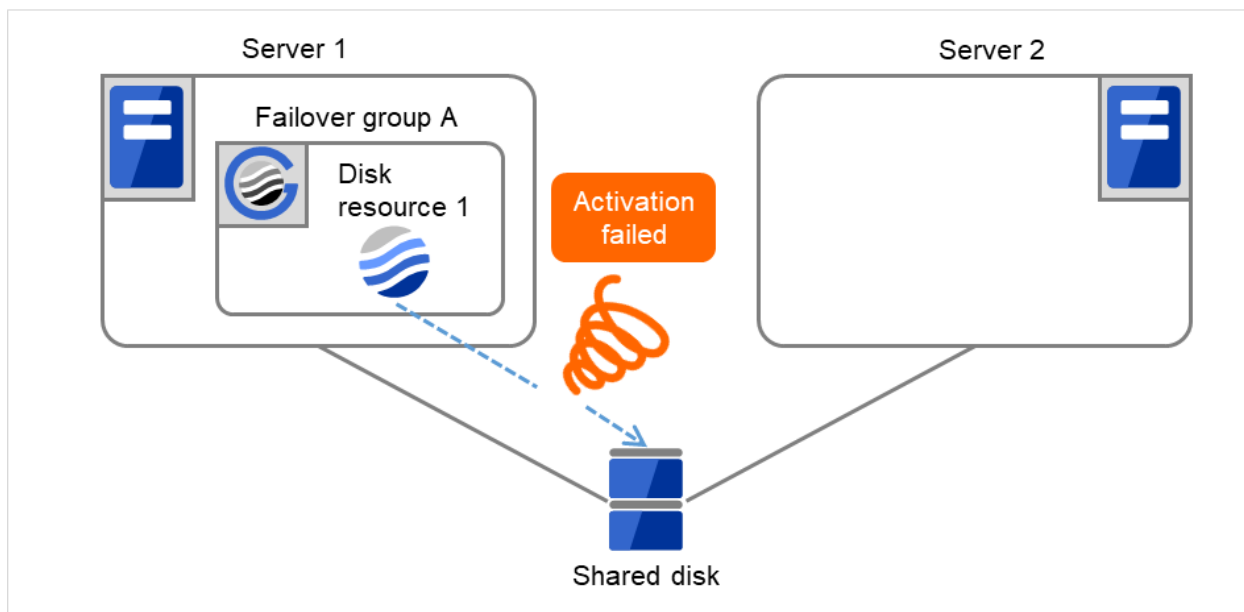 Server 1
Server 2
Failover group A
Disk
resource 1
Activation
failed
Shared disk